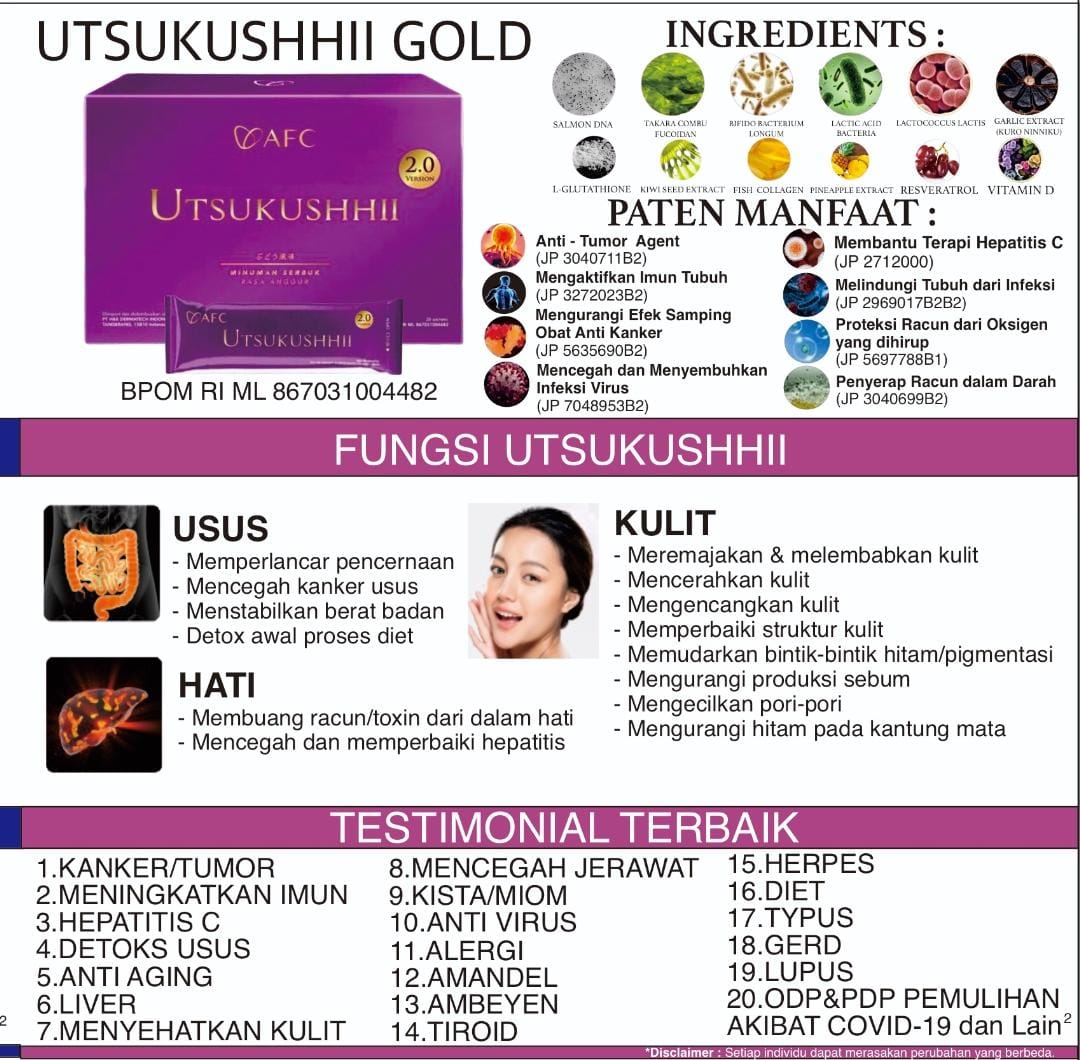 UTSUKUSHHII GOLD
AFC
2.0
VERSION
UTSUKUSHHII
ぶどう風味
MINUMAN SERBUK
RASA ANGGUR
AFC
2.0
UTSUKUSHHII
BPOM RI ML 867031004482
INGREDIENTS :
SALMON DNA
TAKARA COMBU
FUCOIDAN
BIFIDO BACTERIUM
LONGUM
LACTIC ACID
BACTERIA
LACTOCOCCUS LACTIS
GARLIC EXTRACT
(KURO NINNIKU)
L-GLUTATHIONE
KIWI SEED EXTRACT
FISH COLLAGEN
PINEAPPLE EXTRACT
RESVERATROL
VITAMIN D
PATEN MANFAAT :
Anti - Tumor Agent
(JP 3040711B2)
Mengaktifkan Imun Tubuh
(JP 3272023B2)
Mengurangi Efek Samping
Obat Anti Kanker
(JP 5635690B2)
Mencegah dan Menyembuhkan
Infeksi Virus
(JP 7048953B2)
Membantu Terapi Hepatitis C
(JP 2712000)
Melindungi Tubuh dari Infeksi
(JP 2969017B2B2)
Proteksi Racun dari Oksigen
yang dihirup
(JP 5697788B1)
Penyerap Racun dalam Darah
(JP 3040699B2)
FUNGSI UTSUKUSHHII
USUS
- Memperlancar pencernaan
- Mencegah kanker usus
- Menstabilkan berat badan
- Detox awal proses diet
HATI
- Membuang racun/toxin dari dalam hati
- Mencegah dan memperbaiki hepatitis
KULIT
- Meremajakan & melembabkan kulit
- Mencerahkan kulit
- Mengencangkan kulit
- Memperbaiki struktur kulit
- Memudarkan bintik-bintik hitam/pigmentasi
- Mengurangi produksi sebum
- Mengecilkan pori-pori
- Mengurangi hitam pada kantung mata
TESTIMONIAL TERBAIK
1.KANKER/TUMOR
2.MENINGKATKAN IMUN
3.HEPATITIS C
4.DETOKS USUS
5.ANTI AGING
6.LIVER
7.MENYEHATKAN KULIT
8.MENCEGAH JERAWAT
9.KISTA/MIOM
10.ANTI VIRUS
11.ALERGI
12.AMANDEL
13.AMBEYEN
14.TIROID
15.HERPES
16.DIET
17.TYPUS
18.GERD
19.LUPUS
20.ODP&PDP PEMULIHAN
AKIBAT COVID-19 dan Lain²
2
*Disclaimer : Setiap individu dapat merasakan perubahan yang berbeda.